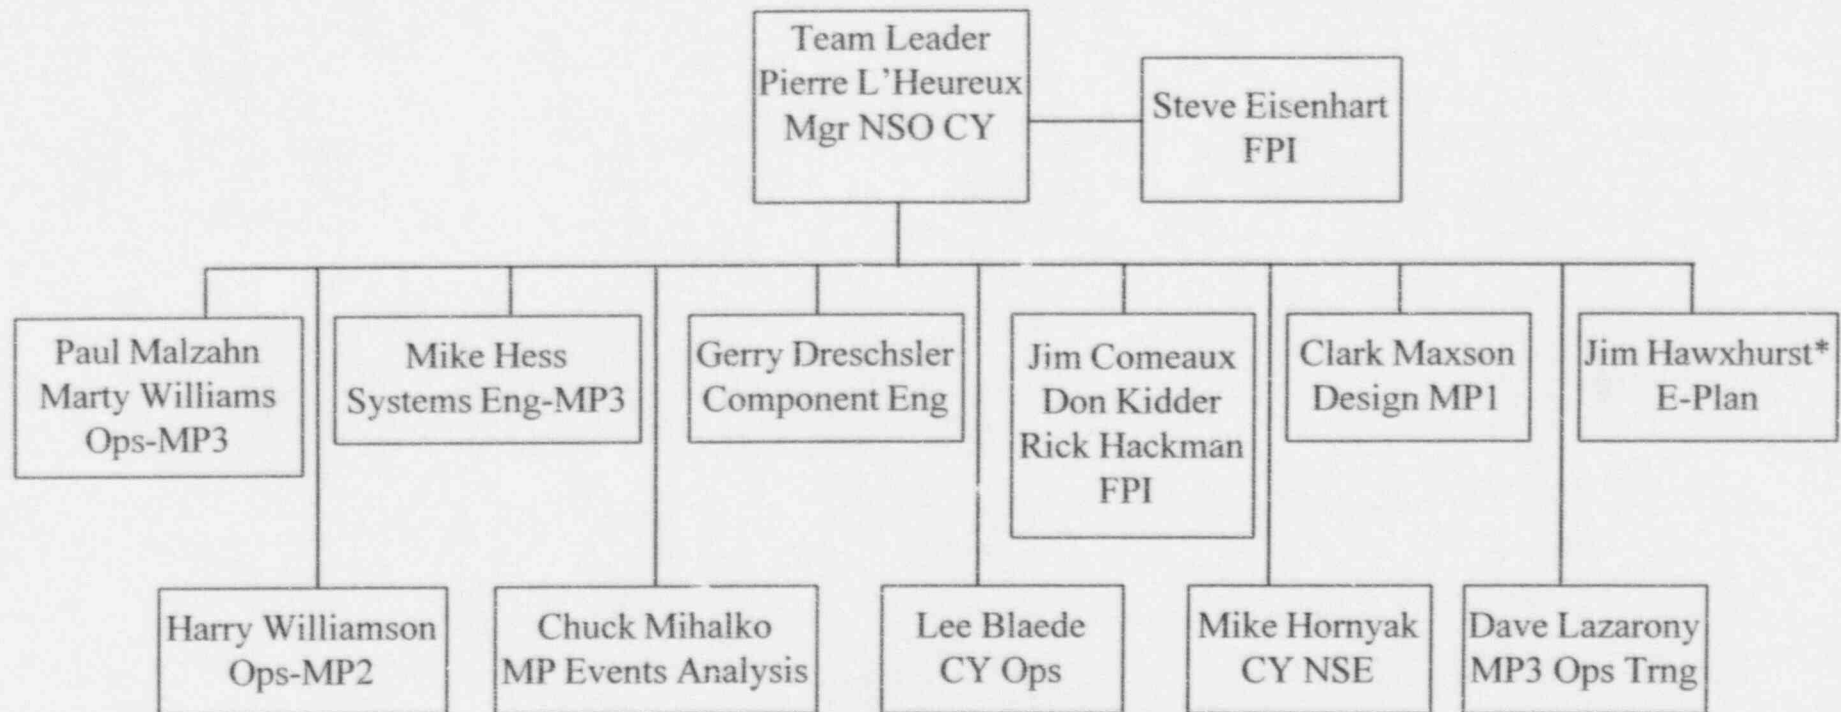 Team Leader
Pierre L'Heureux
Mgr NSO CY
Steve Eisenhart
FPI
Paul Malzahn
Marty Williams
Ops-MP3
Mike Hess
Systems Eng-MP3
Gerry Dreschsler
Component Eng
Jim Comeaux
Don Kidder
Rick Hackman
FPI
Clark Maxson
Design MP1
Jim Hawxhurst*
E-Plan
Harry Williamson
Ops-MP2
Chuck Mihalko
MP Events Analysis
Lee Blaede
CY Ops
Mike Hornyak
CY NSE
Dave Lazarony
MP3 Ops Trng